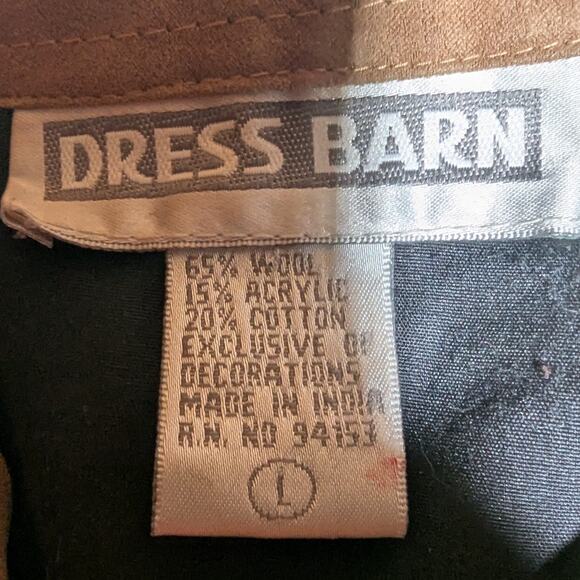 DRESS BARN
65% WOOL
15% ACRYLIC
20% COTTON
EXCLUSIVE OF
DECORATIONS
MADE IN INDIA
R.N. NO 94153
L